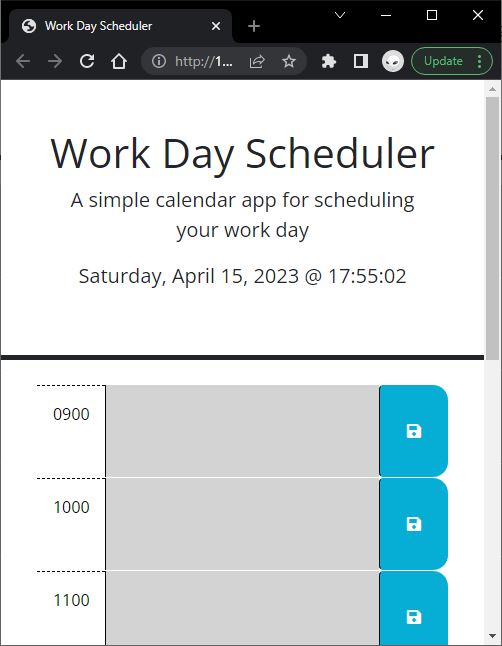 Work Day Scheduler
http://1...
Update
Work Day Scheduler
A simple calendar app for scheduling
your work day
Saturday, April 15, 2023 @ 17:55:02
0900
1000
1100